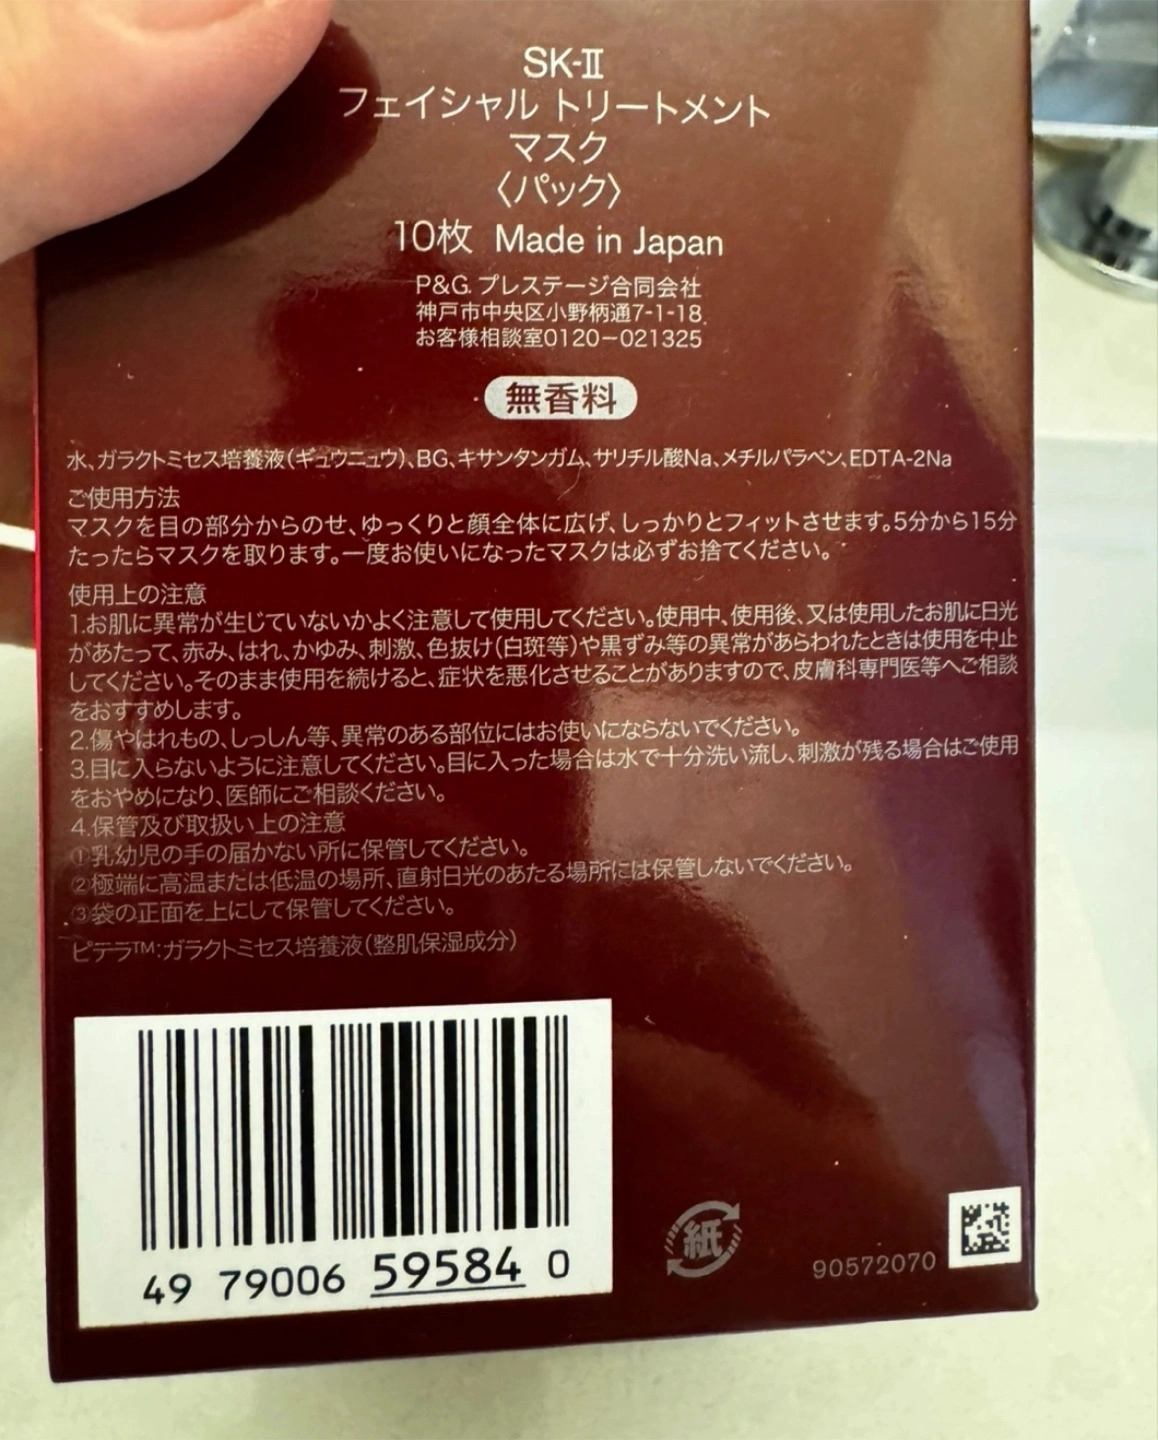 SK-Ⅱ
フェイシャル トリートメント
マスク
〈パック〉
10枚 Made in Japan
P&G プレステージ合同会社
神戸市中央区小野柄通7-1-18
お客様相談室0120-021325
無香料
水、ガラクトミセス培養液(ギュウニュウ)、BG、キサンタンガム、サリチル酸Na、メチルパラベン、EDTA-2Na
ご使用方法
マスクを目の部分からのせ、ゆっくりと顔全体に広げ、しっかりとフィットさせます。5分から15分
たったらマスクを取ります。一度お使いになったマスクは必ずお捨てください。
使用上の注意
1.お肌に異常が生じていないかよく注意して使用してください。使用中、使用後、又は使用したお肌に日光
があたって、赤み、はれ、かゆみ、刺激、色抜け(白斑等)や黒ずみ等の異常があらわれたときは使用を中止
してください。そのまま使用を続けると、症状を悪化させることがありますので、皮膚科専門医等へご相談
をおすすめします。
2.傷やはれもの、しっしん等、異常のある部位にはお使いにならないでください。
3.目に入らないように注意してください。目に入った場合は水で十分洗い流し、刺激が残る場合はご使用
をおやめになり、医師にご相談ください。
4.保管及び取扱い上の注意
①乳幼児の手の届かない所に保管してください。
②極端に高温または低温の場所、直射日光のあたる場所には保管しないでください。
③袋の正面を上にして保管してください。
ピテラ™:ガラクトミセス培養液(整肌保湿成分)
49 79006 59584 0
紙
90572070